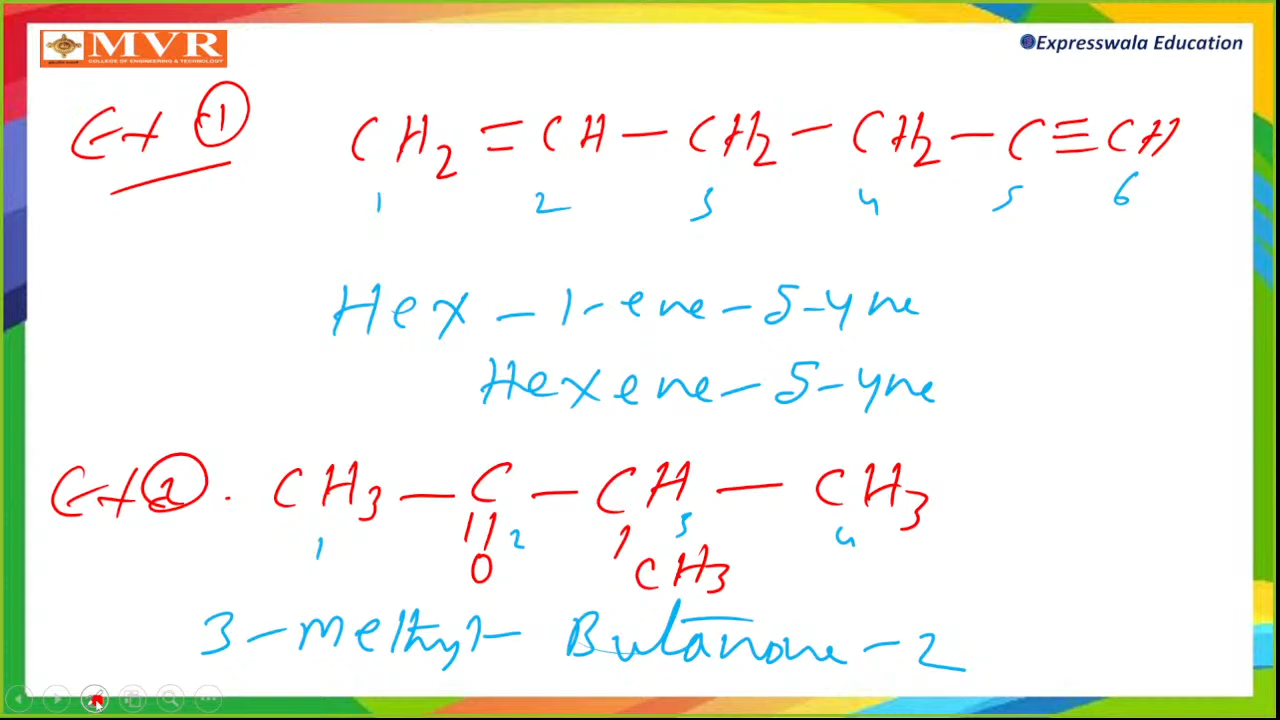 MVR
COLLEGE OF ENGINEERING & TECHNOLOGY
Expresswala Education
Ex 1
CH2 = CH — CH2 — CH2 — C ≡ CH
1 2 3 4 5 6
Hex — 1 - ene — 5 - yne
Hexene — 5 - yne
Ex 2 . CH3 — C — CH — CH3
1 || 2 | 3 4
O CH3
3 — Methyl — Butanone — 2